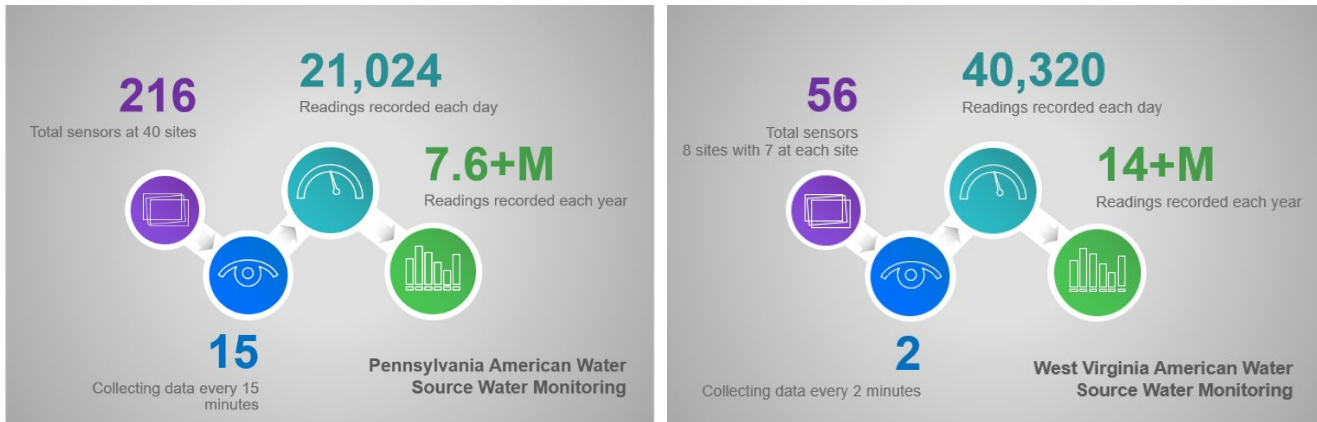 216
Total sensors at 40 sites
21,024
Readings recorded each day
7.6+M
Readings recorded each year
15
Collecting data every 15
minutes
Pennsylvania American Water
Source Water Monitoring
56
Total sensors
8 sites with 7 at each site
40,320
Readings recorded each day
14+M
Readings recorded each year
2
Collecting data every 2 minutes
West Virginia American Water
Source Water Monitoring